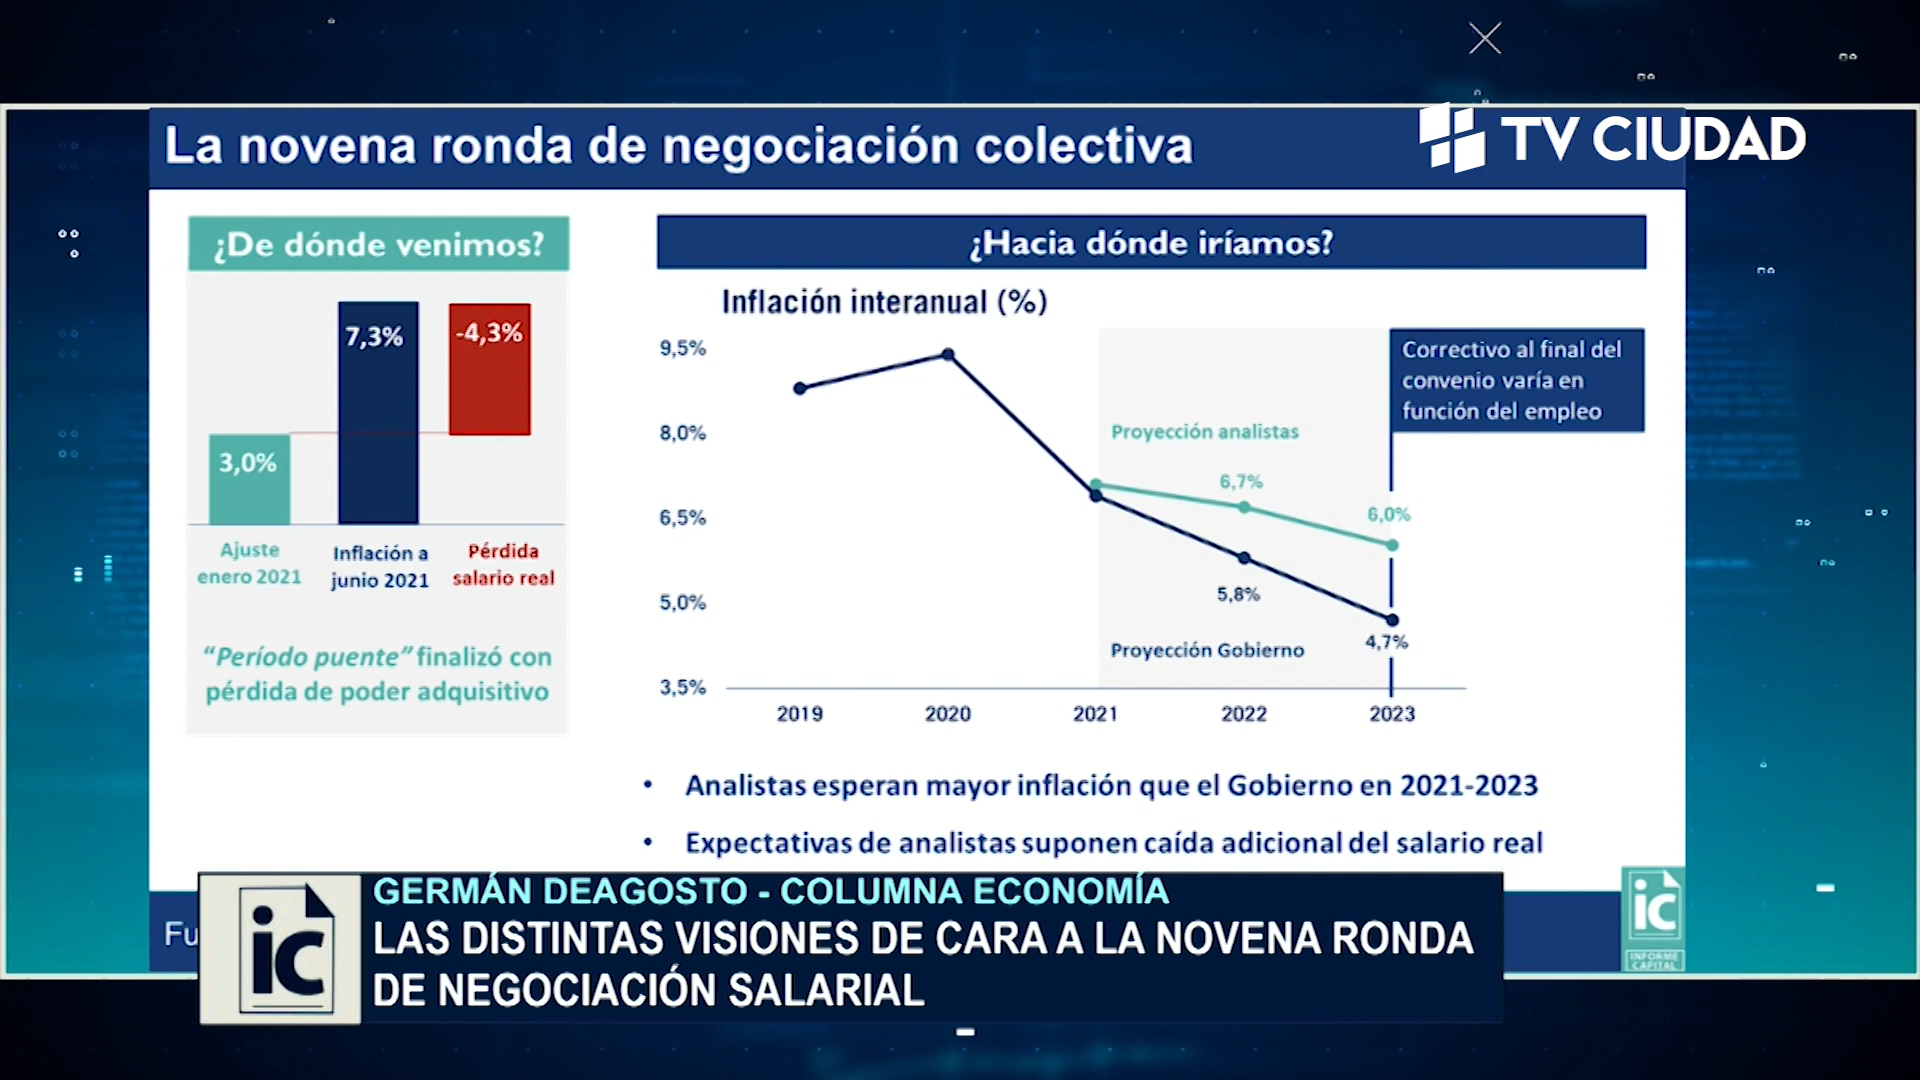 La novena ronda de negociación colectiva
TV CIUDAD
¿De dónde venimos?
7,3%
-4,3%
3,0%
Ajuste
enero 2021
Inflación a
junio 2021
Pérdida
salario real
“Período puente” finalizó con
pérdida de poder adquisitivo
¿Hacia dónde iríamos?
Inflación interanual (%)
9,5%
8,0%
6,5%
5,0%
3,5%
Correctivo al final del
convenio varía en
función del empleo
Proyección analistas
6,7%
6,0%
5,8%
4,7%
Proyección Gobierno
2019
2020
2021
2022
2023
• Analistas esperan mayor inflación que el Gobierno en 2021-2023
• Expectativas de analistas suponen caída adicional del salario real
Fu
ic
GERMÁN DEAGOSTO - COLUMNA ECONOMÍA
LAS DISTINTAS VISIONES DE CARA A LA NOVENA RONDA
DE NEGOCIACIÓN SALARIAL
ic
INFORME
CAPITAL